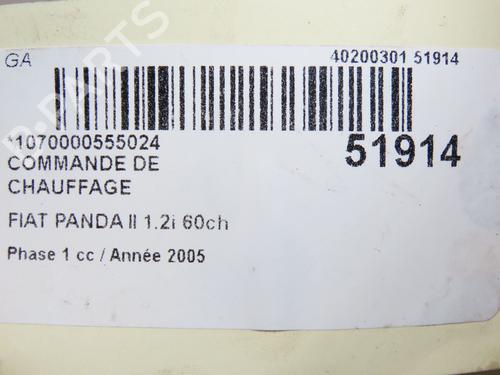 GA
40200301 51914
1070000555024
51914
COMMANDE DE
CHAUFFAGE
FIAT PANDA II 1.2i 60ch
Phase 1 cc / Année 2005